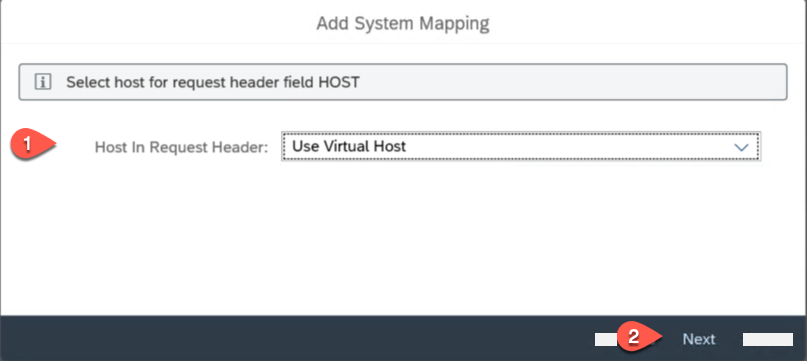 Add System Mapping
i Select host for request header field HOST
1 Host In Request Header: Use Virtual Host
2 Next